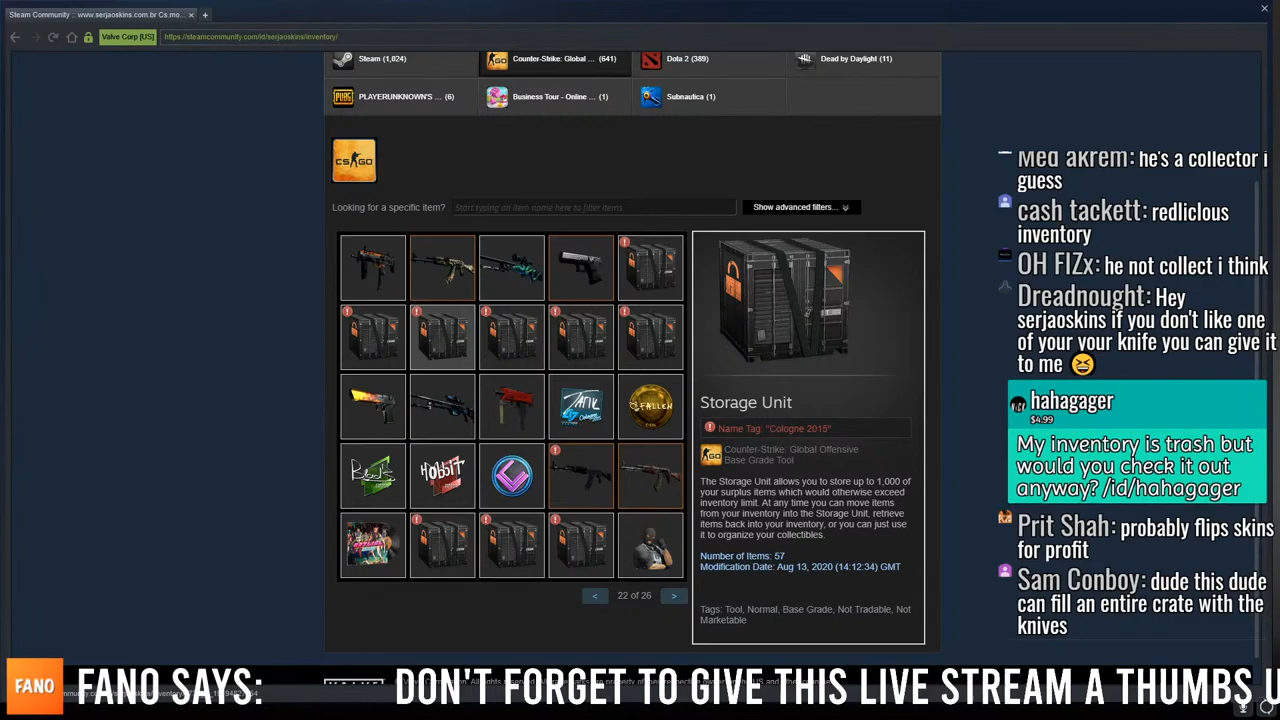 Steam Community :: www.serjaoskins.com.br Cs.mo...
Valve Corp [US]
https://steamcommunity.com/id/serjaoskins/inventory/
Steam (1,024)
Counter-Strike: Global ... (641)
Dota 2 (389)
Dead by Daylight (11)
PLAYERUNKNOWN'S ... (6)
Business Tour - Online ... (1)
Subnautica (1)
CS GO
Looking for a specific item?
Start typing an item name here to filter items
Show advanced filters...
22 of 26
Storage Unit
Name Tag: "Cologne 2015"
Counter-Strike: Global Offensive
Base Grade Tool
The Storage Unit allows you to store up to 1,000 of
your surplus items which would otherwise exceed
inventory limit. At any time you can move items
from your inventory into the Storage Unit, retrieve
items back into your inventory, or you can just use
it to organize your collectibles.
Number of Items: 57
Modification Date: Aug 13, 2020 (14:12:34) GMT
Tags: Tool, Normal, Base Grade, Not Tradable, Not
Marketable
Med akrem: he's a collector i
guess
cash tackett: redlicious
inventory
OH FIZx: he not collect i think
Dreadnought: Hey
serjaoskins if you don't like one
of your your knife you can give it
to me 😆
hahagager
$4.99
My inventory is trash but
would you check it out
anyway? /id/hahagager
Prit Shah: probably flips skins
for profit
Sam Conboy: dude this dude
can fill an entire crate with the
knives
FANO
FANO SAYS:
DON'T FORGET TO GIVE THIS LIVE STREAM A THUMBS U